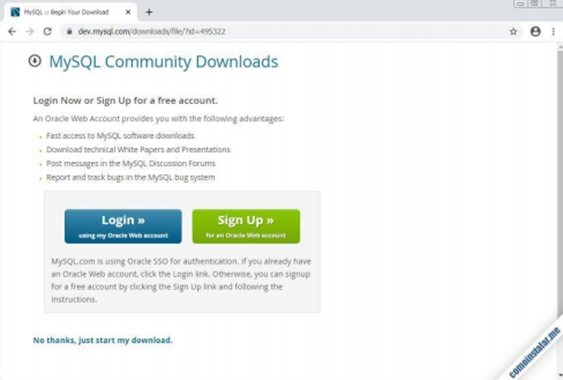 MySQL :: Begin Your Download
dev.mysql.com/downloads/file/?id=495322
MySQL Community Downloads
Login Now or Sign Up for a free account.
An Oracle Web Account provides you with the following advantages:
Fast access to MySQL software downloads
Download technical White Papers and Presentations
Post messages in the MySQL Discussion Forums
Report and track bugs in the MySQL bug system
Login »
using my Oracle Web account
Sign Up »
for an Oracle Web account
MySQL.com is using Oracle SSO for authentication. If you already have
an Oracle Web account, click the Login link. Otherwise, you can signup
for a free account by clicking the Sign Up link and following the
instructions.
No thanks, just start my download.
comoinstalar.me